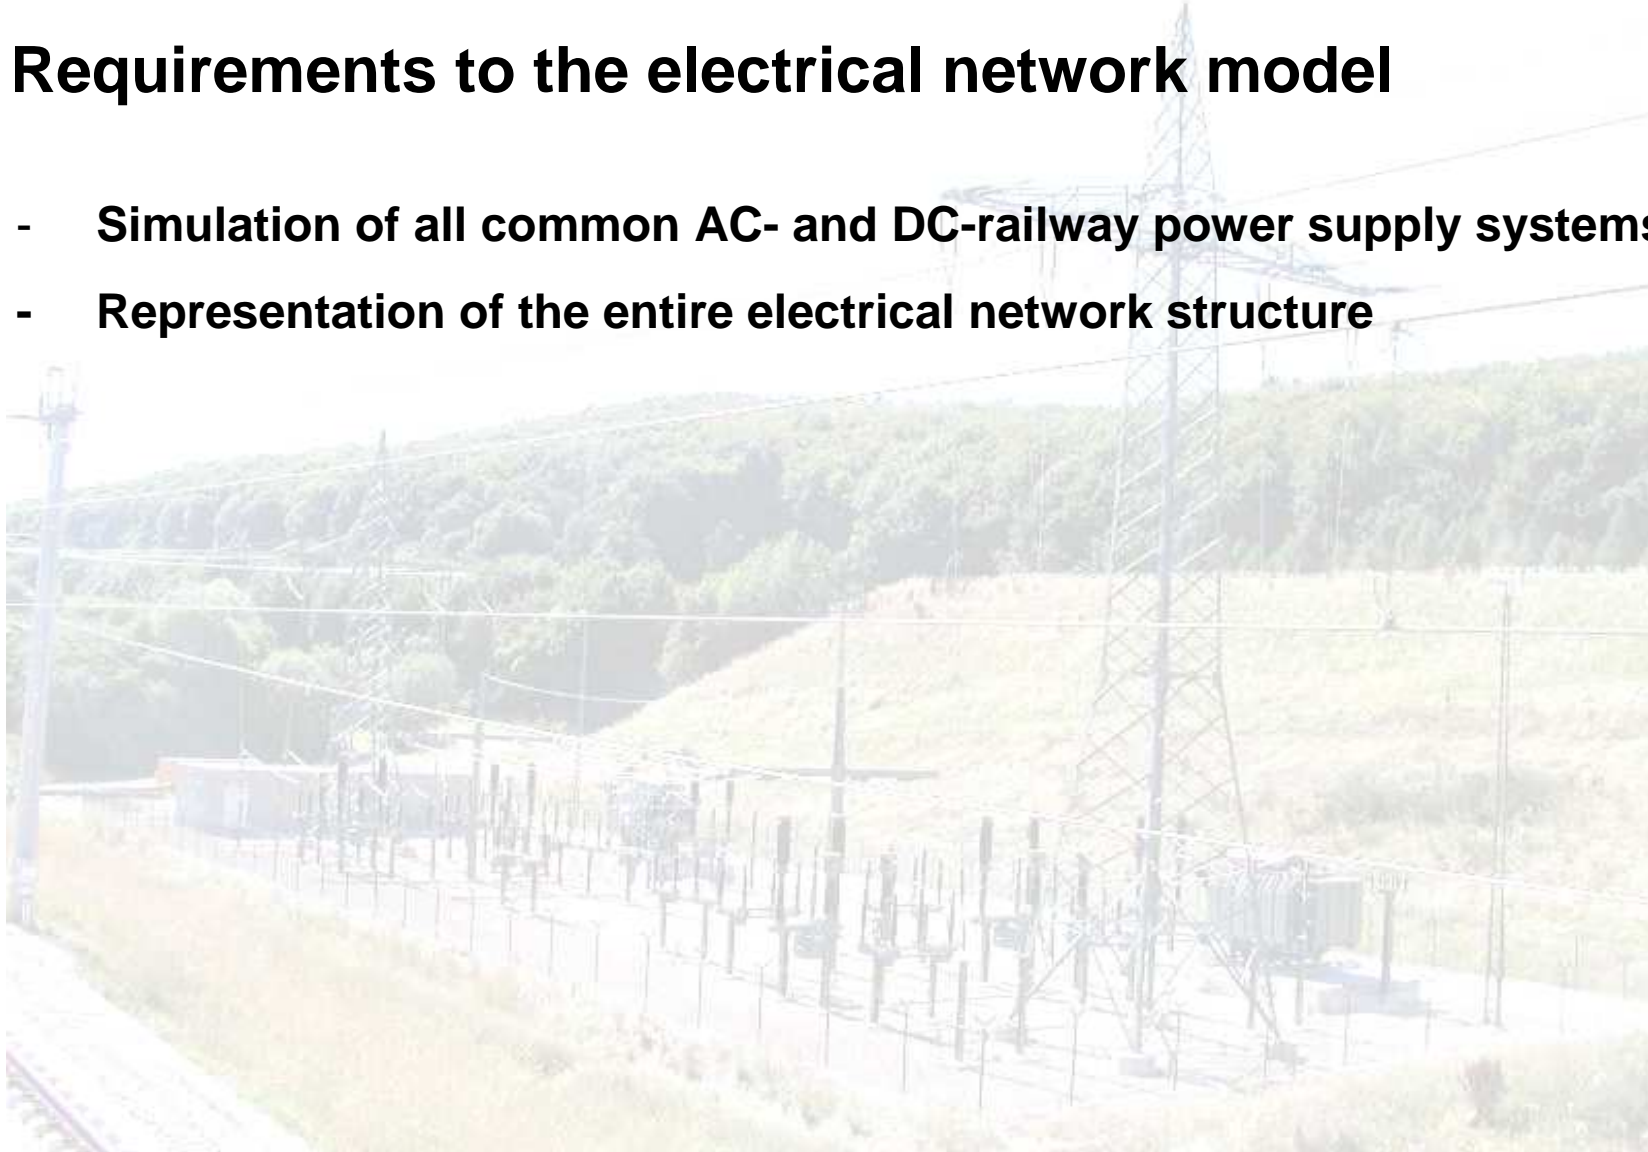 Requirements to the electrical network model
- Simulation of all common AC- and DC-railway power supply systems
- Representation of the entire electrical network structure